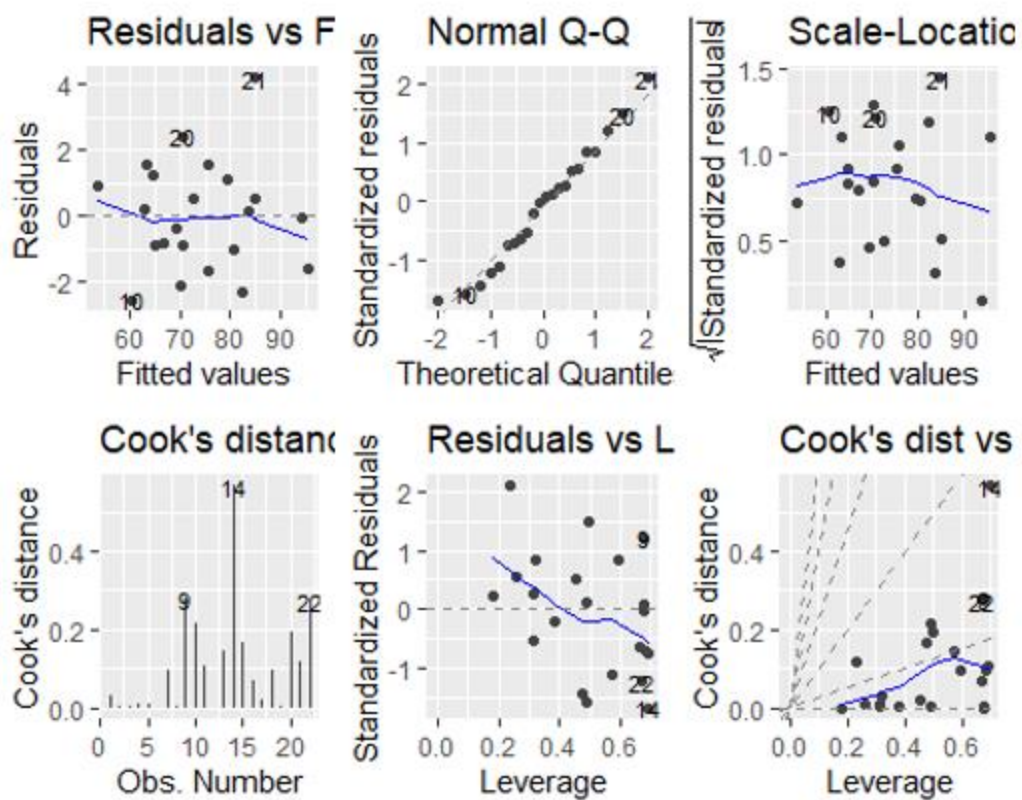 Residuals vs F
Residuals
4
2
0
-2
21
20
10
60 70 80 90
Fitted values
Normal Q-Q
Standardized residuals
2
1
0
-1
21
20
10
-2 -1 0 1 2
Theoretical Quantile
Scale-Locatio
√|Standardized residuals|
1.5
1.0
0.5
21
10
20
60 70 80 90
Fitted values
Cook's distanc
Cook's distance
0.4
0.2
0.0
14
9
22
0 5 10 15 20
Obs. Number
Residuals vs L
Standardized Residuals
2
1
0
-1
9
22
14
0.0 0.2 0.4 0.6
Leverage
Cook's dist vs
Cook's distance
0.4
0.2
0.0
14
22
0.0 0.2 0.4 0.6
Leverage